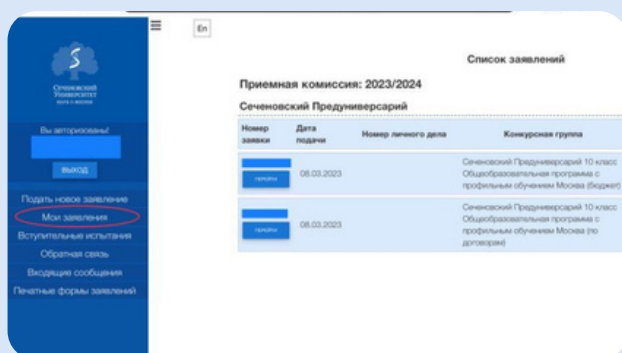 En
Сеченовский
Университет
Вы авторизованы!
ВЫХОД
Подать новое заявление
Мои заявления
Вступительные испытания
Обратная связь
Входящие сообщения
Печатные формы заявлений
Список заявлений
Приемная комиссия: 2023/2024
Сеченовский Предуниверсарий
Номер заявки
Дата подачи
Номер личного дела
Конкурсная группа
ПЕРЕЙТИ
08.03.2023
Сеченовский Предуниверсарий 10 класс
Общеобразовательная программа с
профильным обучением Москва (бюджет)
ПЕРЕЙТИ
08.03.2023
Сеченовский Предуниверсарий 10 класс
Общеобразовательная программа с
профильным обучением Москва (по
договорам)